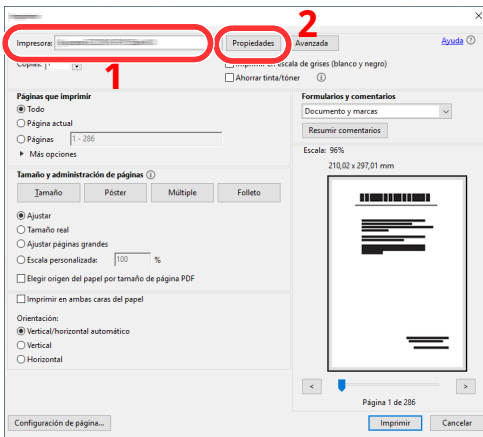 2
Impresora:
Propiedades
Avanzada
Ayuda
1
Copias: 1
Imprimir en escala de grises (blanco y negro)
Ahorrar tinta/tóner
Páginas que imprimir
Todo
Página actual
Páginas 1 - 286
Más opciones
Formularios y comentarios
Documento y marcas
Resumir comentarios
Escala: 96%
210,02 x 297,01 mm
Tamaño y administración de páginas
Tamaño Póster Múltiple Folleto
Ajustar
Tamaño real
Ajustar páginas grandes
Escala personalizada: 100 %
Elegir origen del papel por tamaño de página PDF
Imprimir en ambas caras del papel
Orientación:
Vertical/horizontal automático
Vertical
Horizontal
< >
Página 1 de 286
Configuración de página...
Imprimir
Cancelar